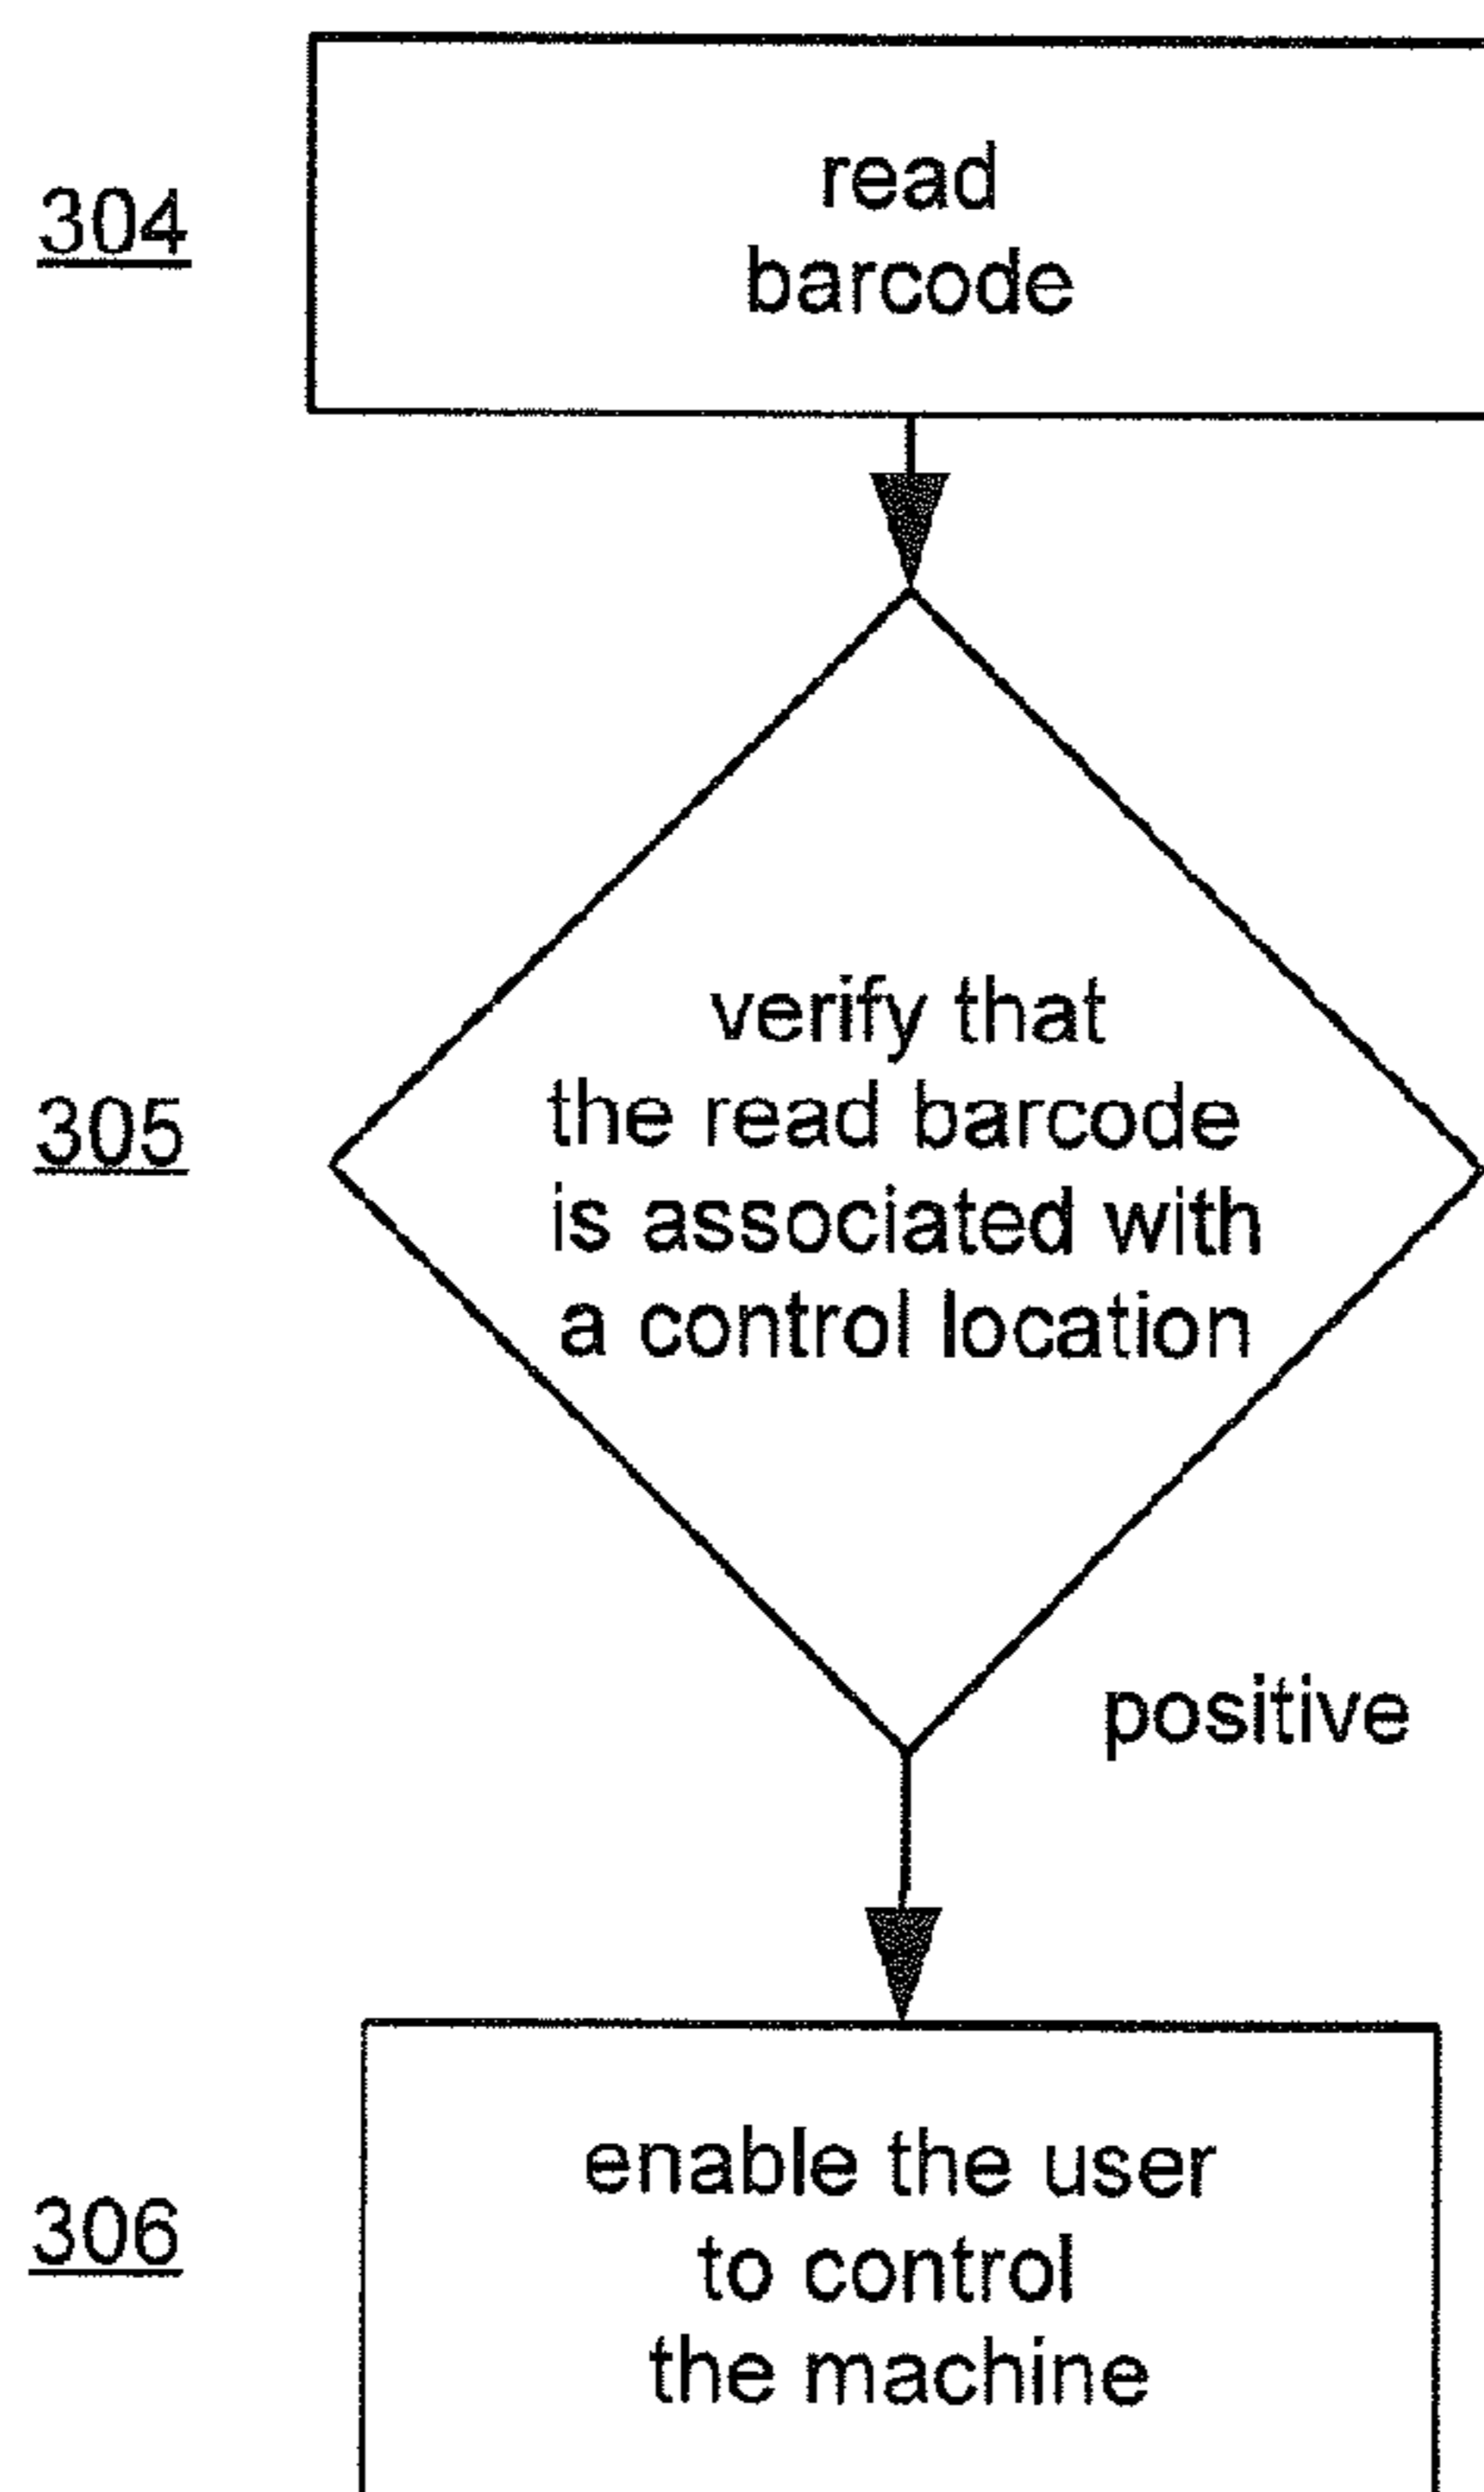 304
read
barcode
305
verify that
the read barcode
is associated with
a control location
positive
306
enable the user
to control
the machine